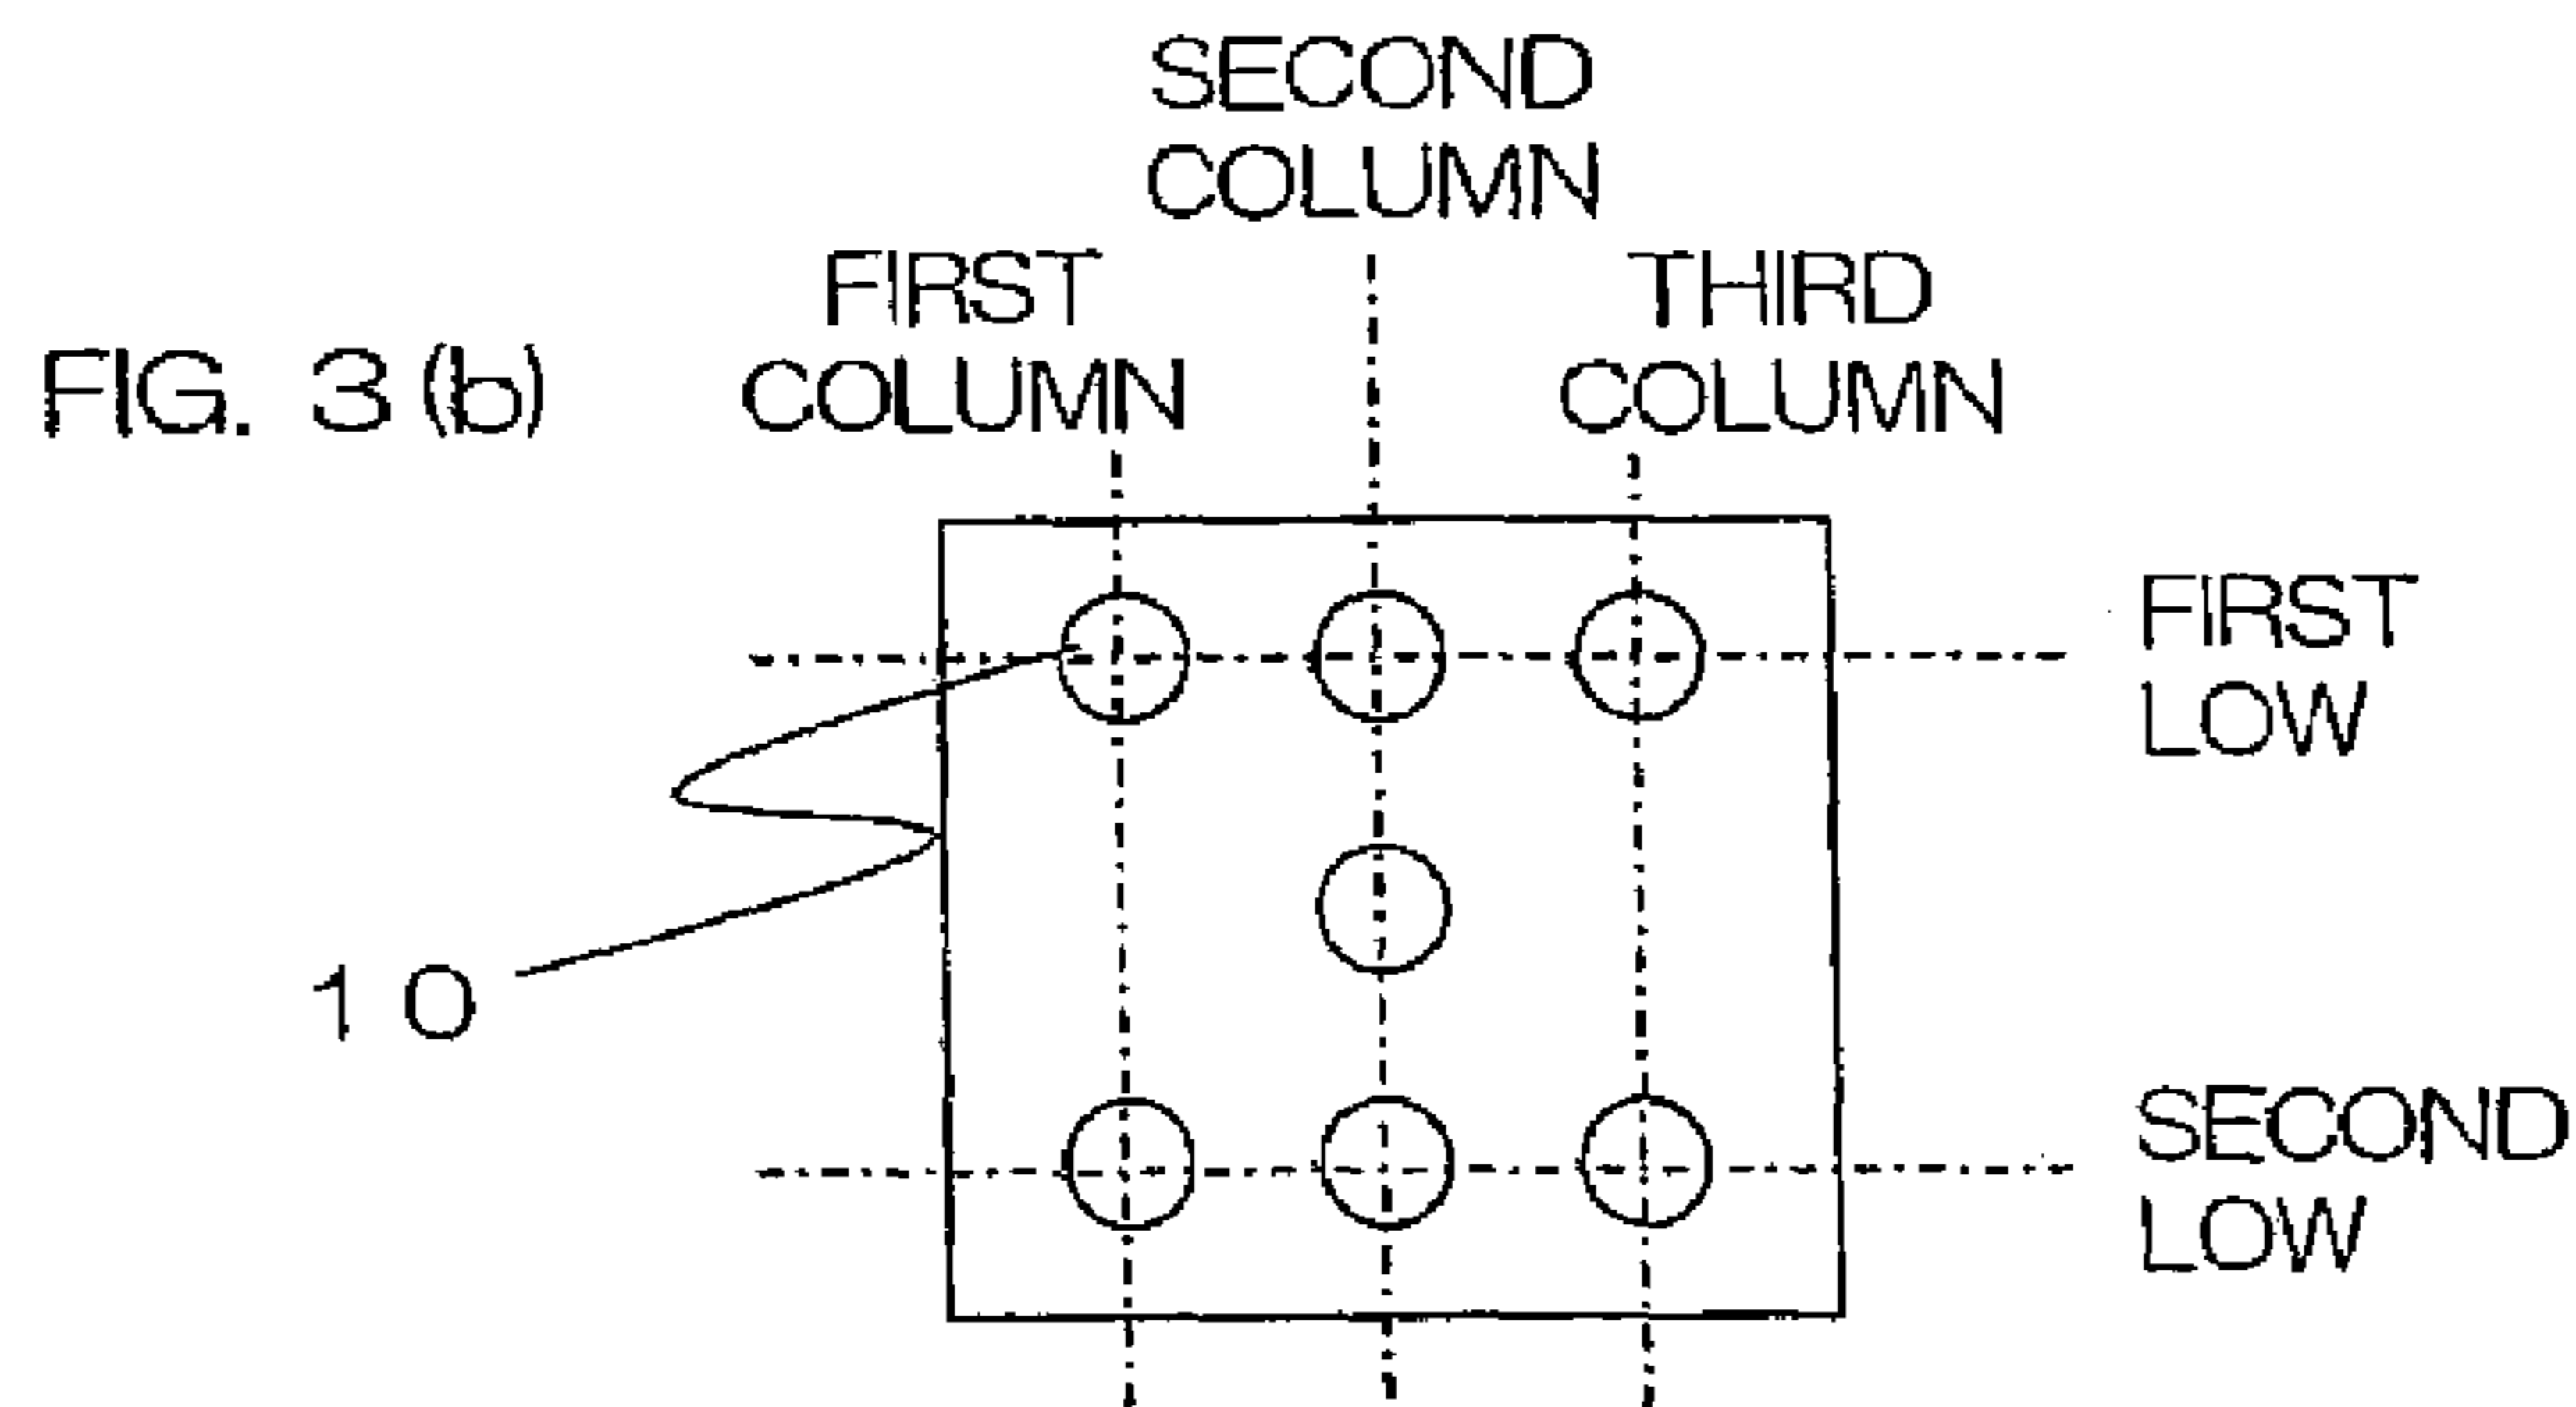 SECOND
COLUMN
FIRST
COLUMN
THIRD
COLUMN
FIG. 3 (b)
FIRST
LOW
10
SECOND
LOW